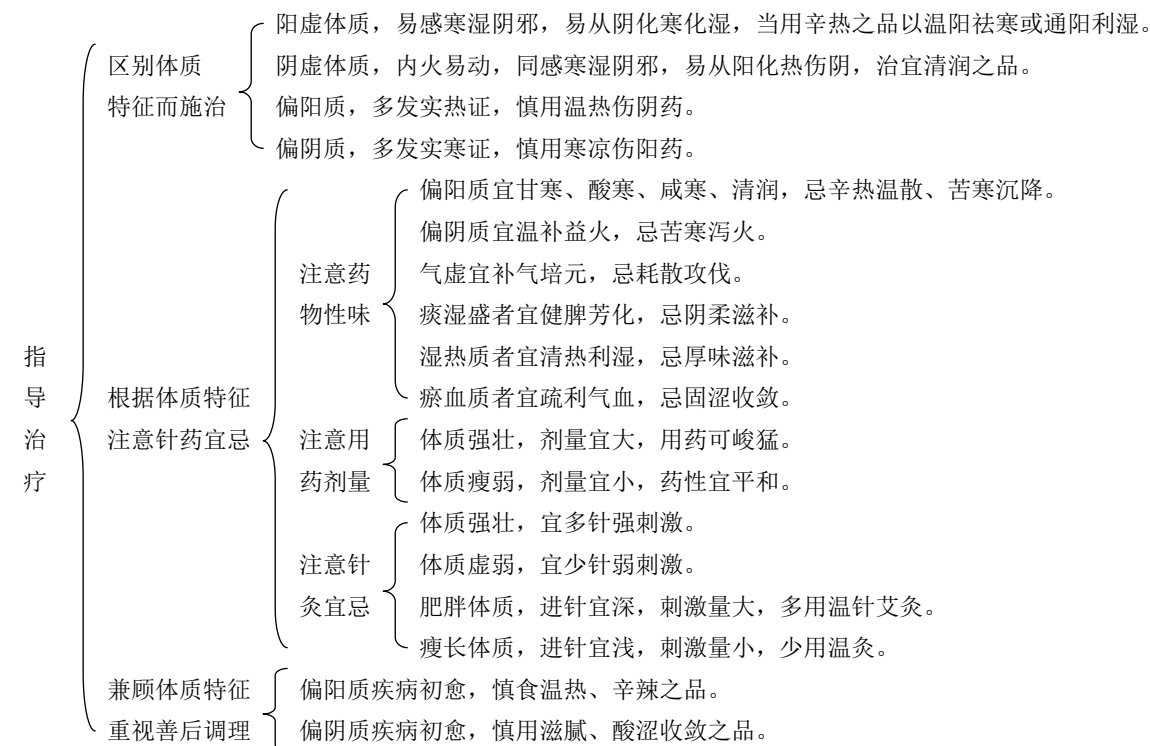 指导治疗
区别体质
特征而施治
阳虚体质，易感寒湿阴邪，易从阴化寒化湿，当用辛热之品以温阳祛寒或通阳利湿。
阴虚体质，内火易动，同感寒湿阴邪，易从阳化热伤阴，治宜清润之品。
偏阳质，多发实热证，慎用温热伤阴药。
偏阴质，多发实寒证，慎用寒凉伤阳药。
根据体质特征
注意针药宜忌
注意药
物性味
偏阳质宜甘寒、酸寒、咸寒、清润，忌辛热温散、苦寒沉降。
偏阴质宜温补益火，忌苦寒泻火。
气虚宜补气培元，忌耗散攻伐。
痰湿盛者宜健脾芳化，忌阴柔滋补。
湿热质者宜清热利湿，忌厚味滋补。
瘀血质者宜疏利气血，忌固涩收敛。
注意用
药剂量
体质强壮，剂量宜大，用药可峻猛。
体质瘦弱，剂量宜小，药性宜平和。
注意针
灸宜忌
体质强壮，宜多针强刺激。
体质虚弱，宜少针弱刺激。
肥胖体质，进针宜深，刺激量大，多用温针艾灸。
瘦长体质，进针宜浅，刺激量小，少用温灸。
兼顾体质特征
重视善后调理
偏阳质疾病初愈，慎食温热、辛辣之品。
偏阴质疾病初愈，慎用滋腻、酸涩收敛之品。